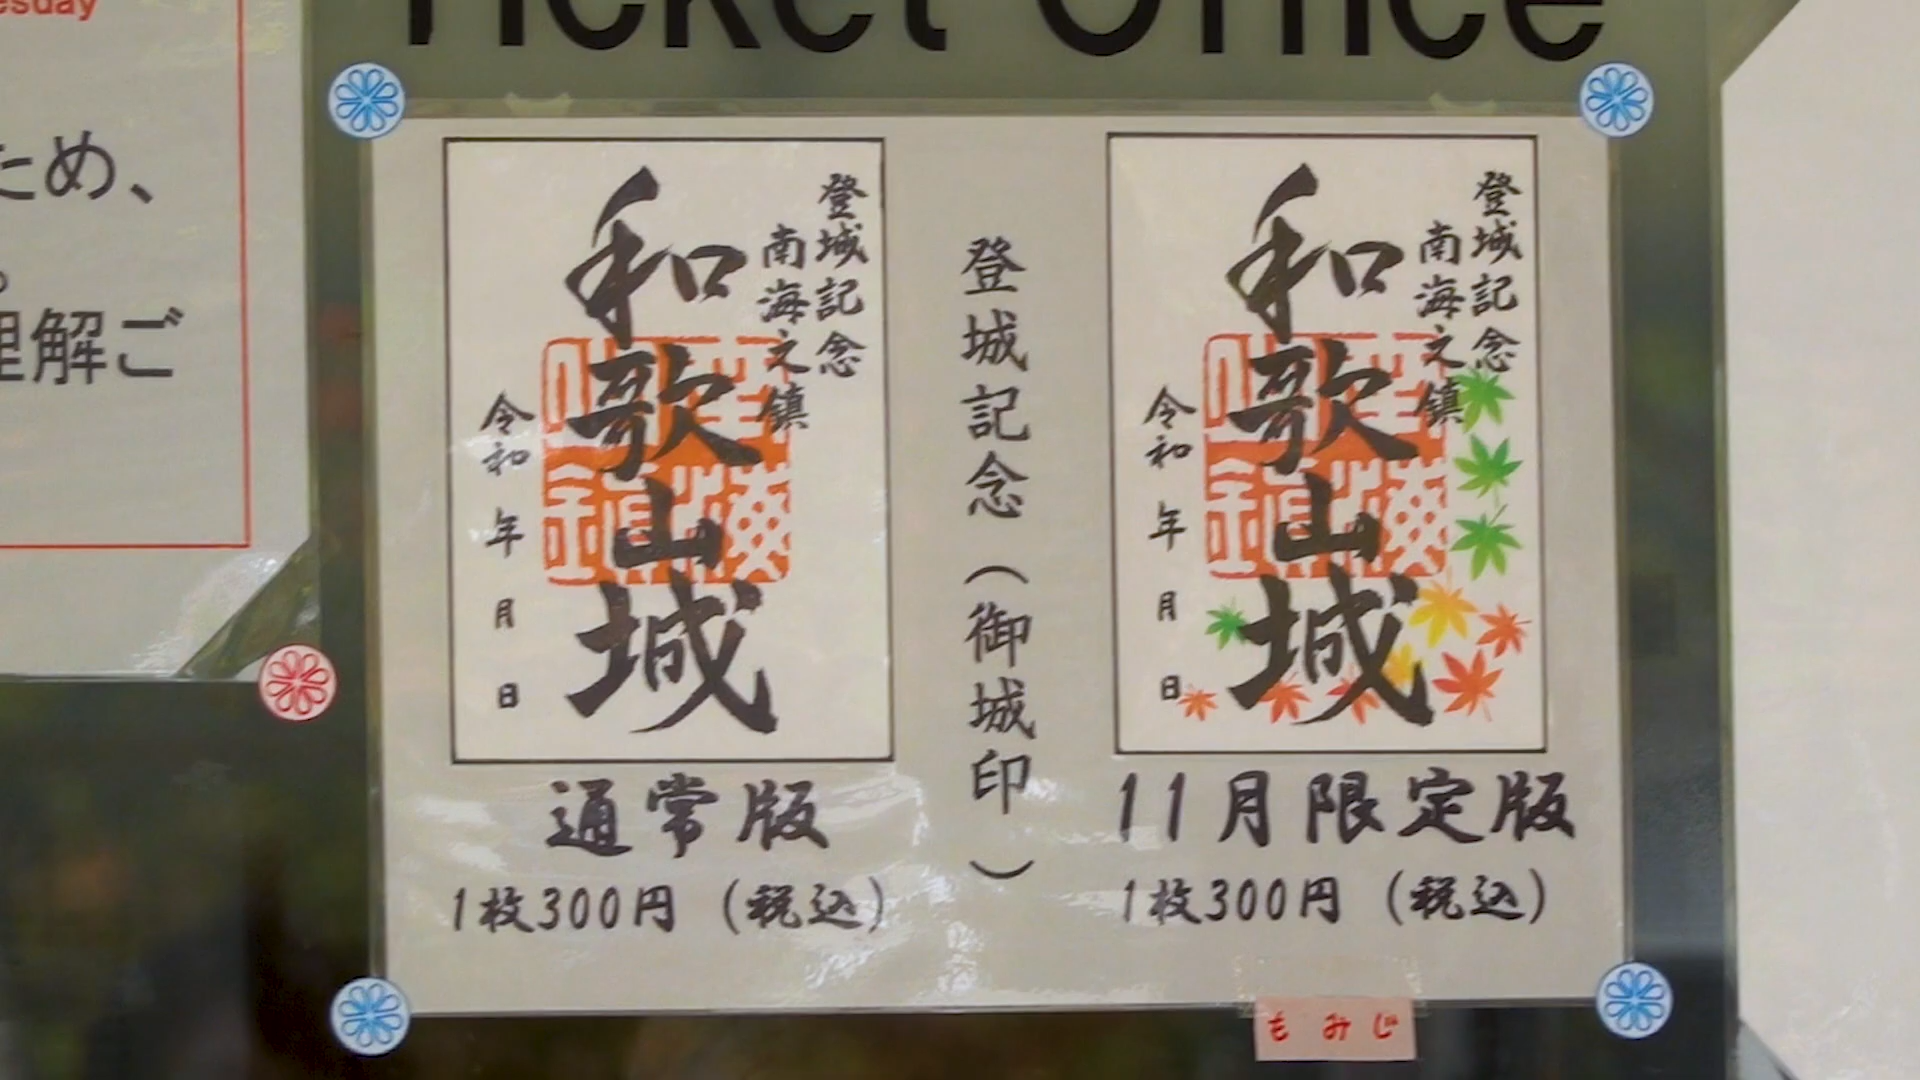 Ticket Office
esday
ため、
。
理解ご
登城記念
南海之鎮
和歌山城
令和 年 月 日
通常版
1枚300円（税込）
登城記念（御城印）
登城記念
南海之鎮
和歌山城
令和 年 月 日
11月限定版
1枚300円（税込）
もみじ